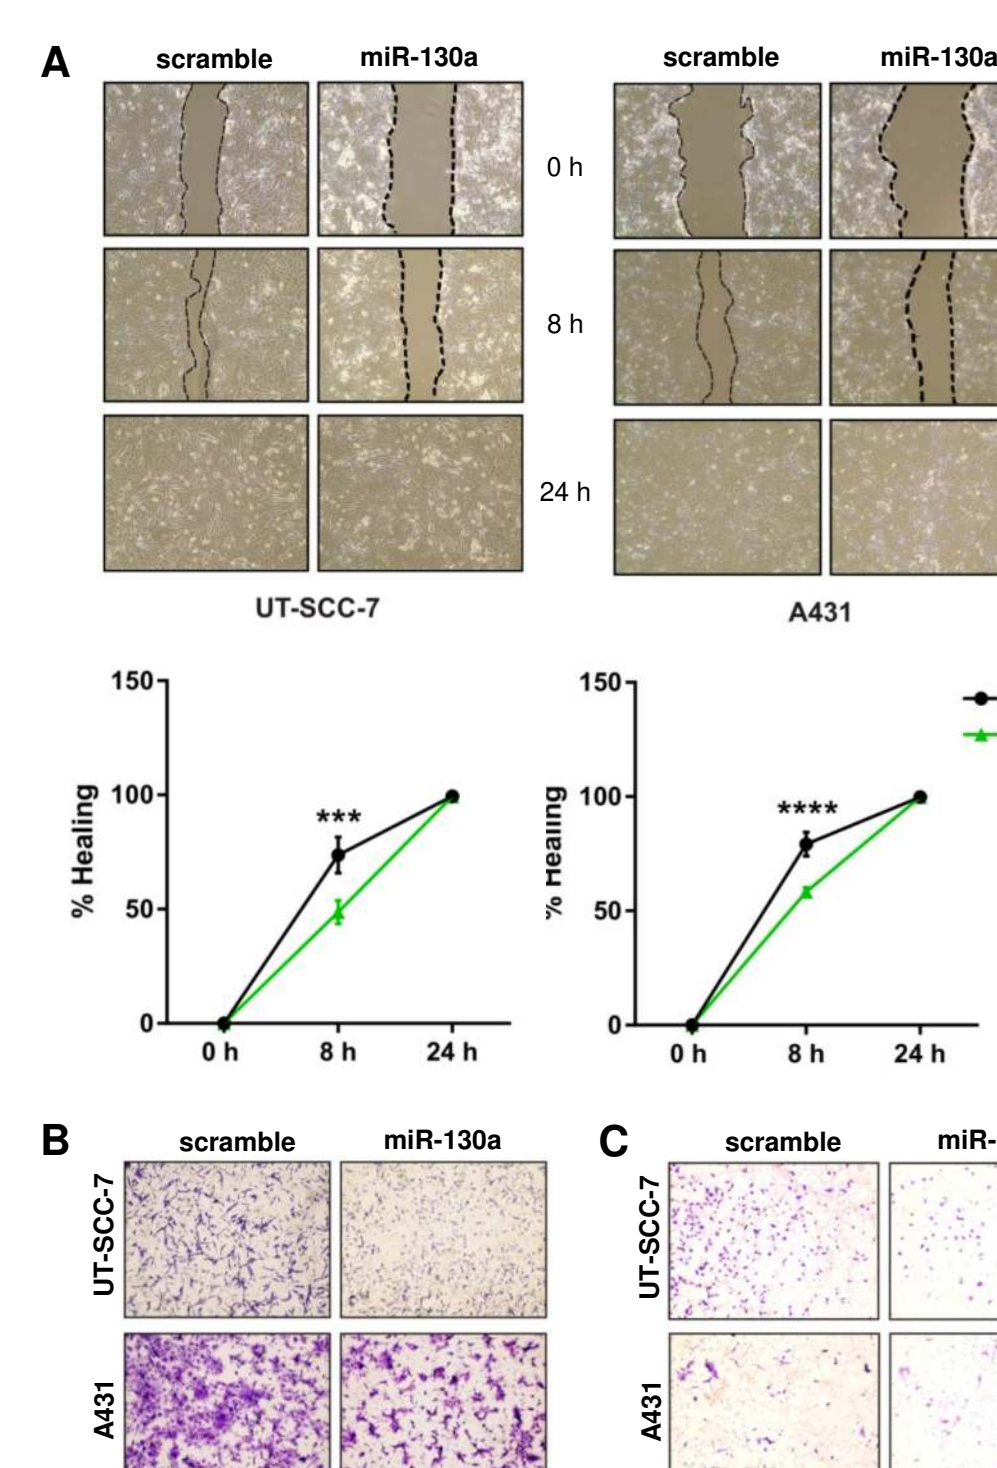 A
scramble miR-130a scramble miR-130a
0 h
8 h
24 h
UT-SCC-7 A431
150
100
50
0
% Healing
***
0 h 8 h 24 h
150
100
50
0
% Healing
****
0 h 8 h 24 h
B
scramble miR-130a
UT-SCC-7
A431
C
scramble miR-
UT-SCC-7
A431